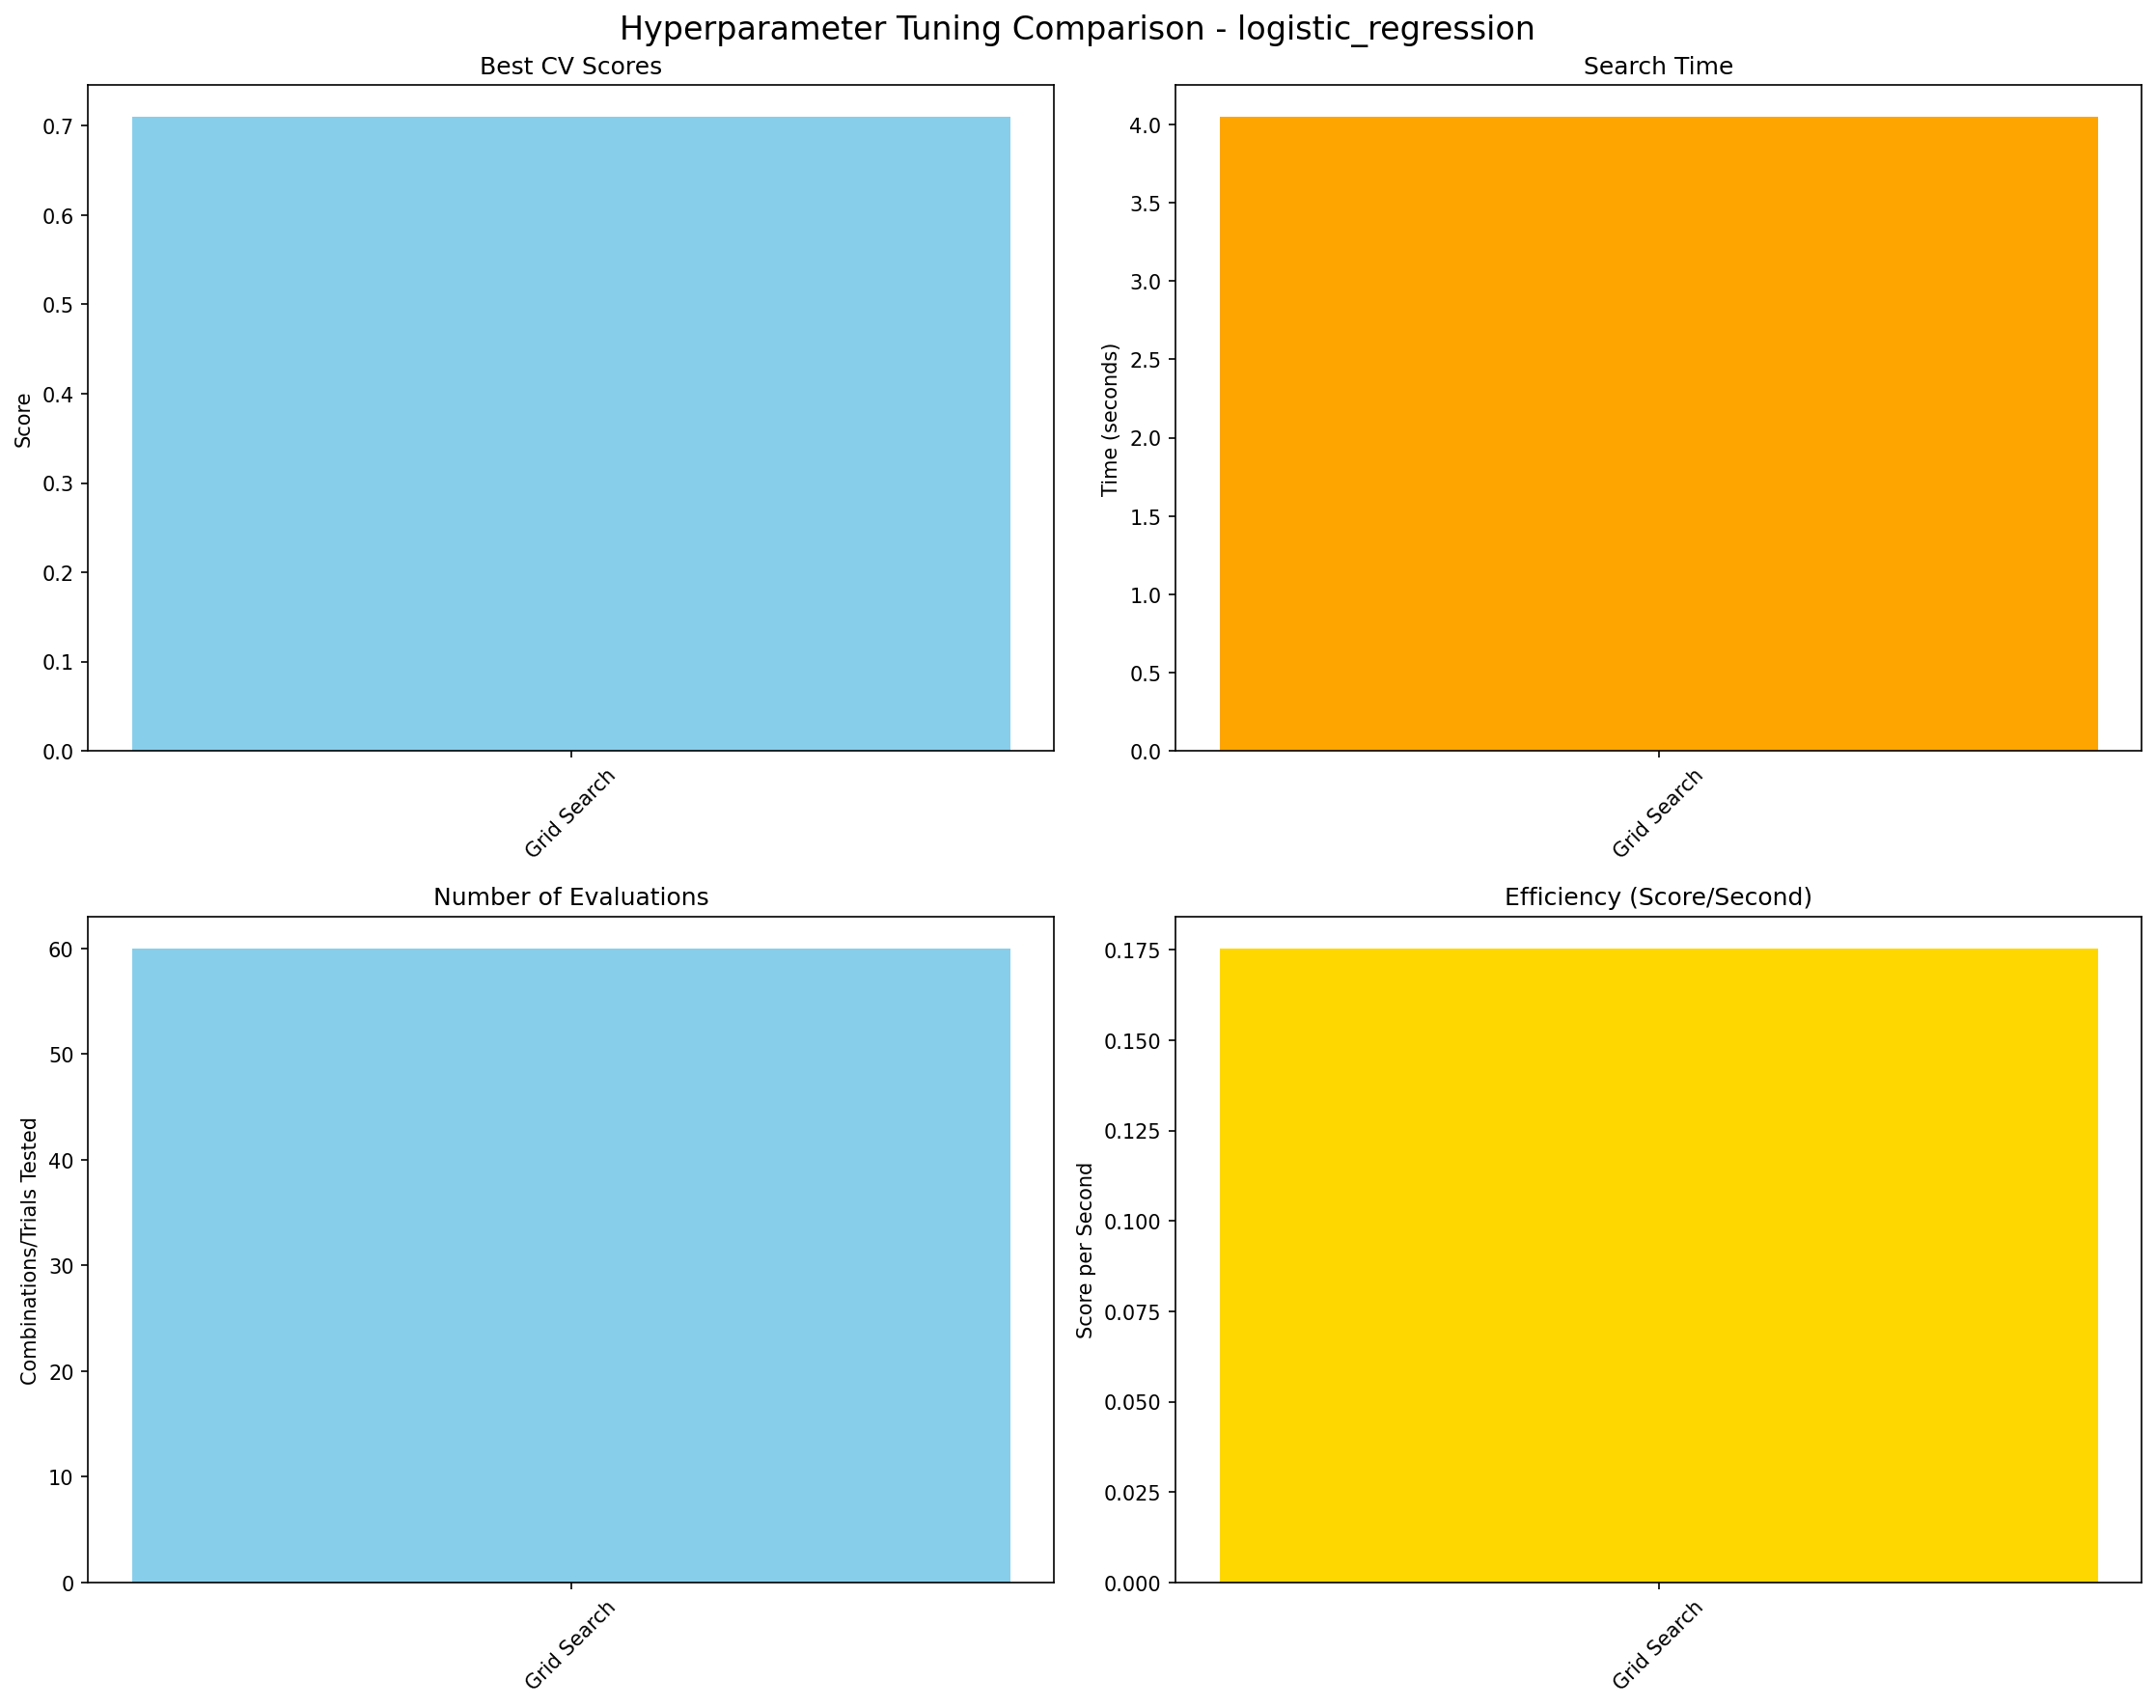 Hyperparameter Tuning Comparison - logistic_regression
Best CV Scores
Score
0.7
0.6
0.5
0.4
0.3
0.2
0.1
0.0
Grid Search
Search Time
Time (seconds)
4.0
3.5
3.0
2.5
2.0
1.5
1.0
0.5
0.0
Grid Search
Number of Evaluations
Combinations/Trials Tested
60
50
40
30
20
10
0
Grid Search
Efficiency (Score/Second)
Score per Second
0.175
0.150
0.125
0.100
0.075
0.050
0.025
0.000
Grid Search